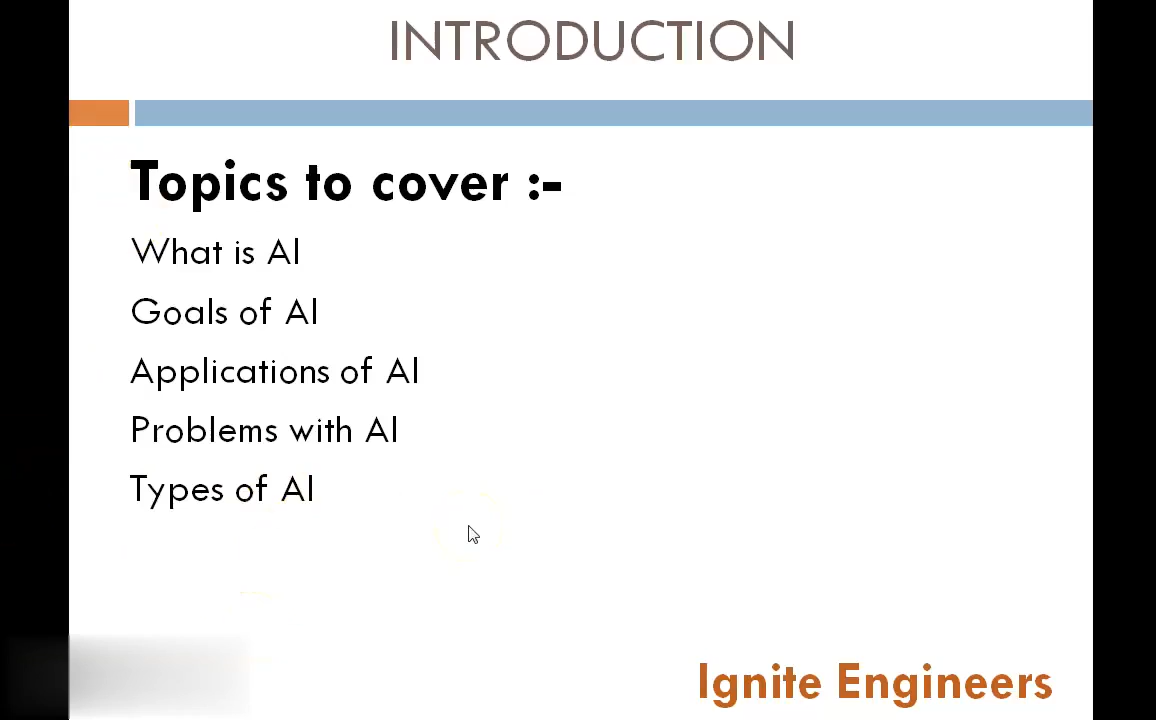 INTRODUCTION
Topics to cover :-
What is AI
Goals of AI
Applications of AI
Problems with AI
Types of AI
Ignite Engineers